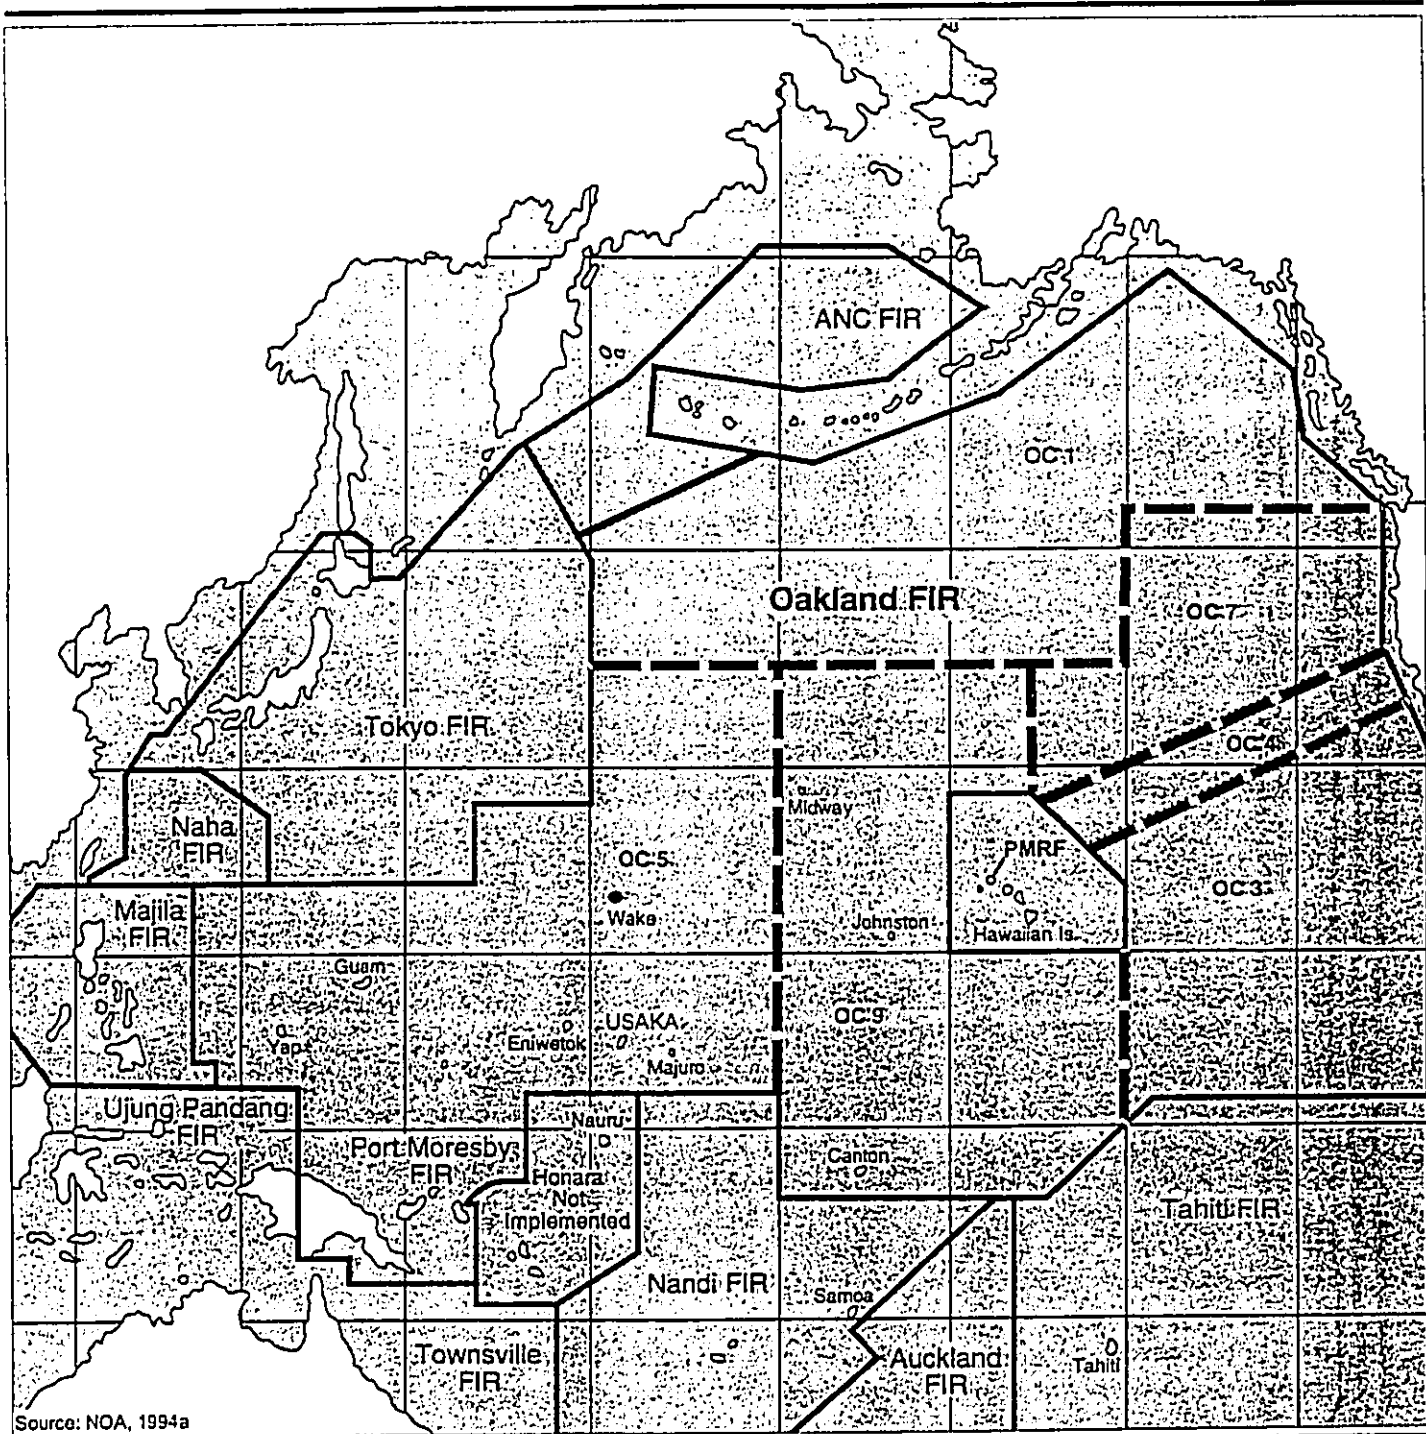 ANC FIR
OC 1
Oakland FIR
OC 7
Tokyo FIR
OC 4
Midway
Naha
FIR
OC 5
PMRF
OC 3
Wake
Majila
FIR
Johnston
Hawaiian Is.
Guam
Yap
Eniwetok
USAKA
OC 9
Majuro
Ujung Pandang
FIR
Nauru
Port Moresby
FIR
Canton
Honara
Not
Implemented
Tahiti FIR
Nandi FIR
Samoa
Townsville
FIR
Auckland
FIR
Tahiti
Source: NOA, 1994a